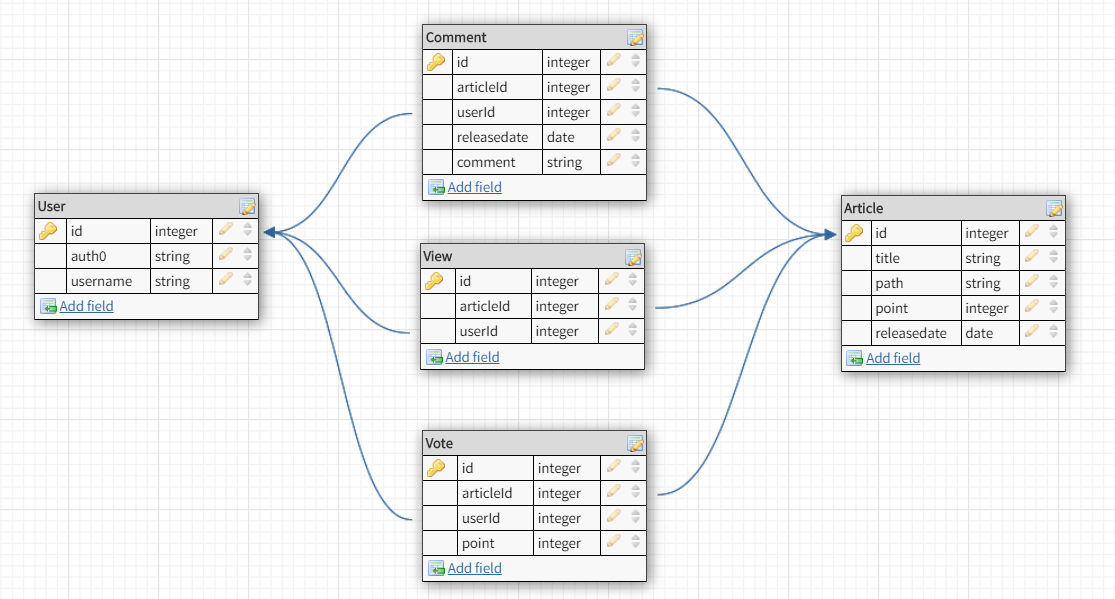 Comment
id integer
articleId integer
userId integer
releasedate date
comment string
Add field
User
id integer
auth0 string
username string
Add field
View
id integer
articleId integer
userId integer
Add field
Article
id integer
title string
path string
point integer
releasedate date
Add field
Vote
id integer
articleId integer
userId integer
point integer
Add field